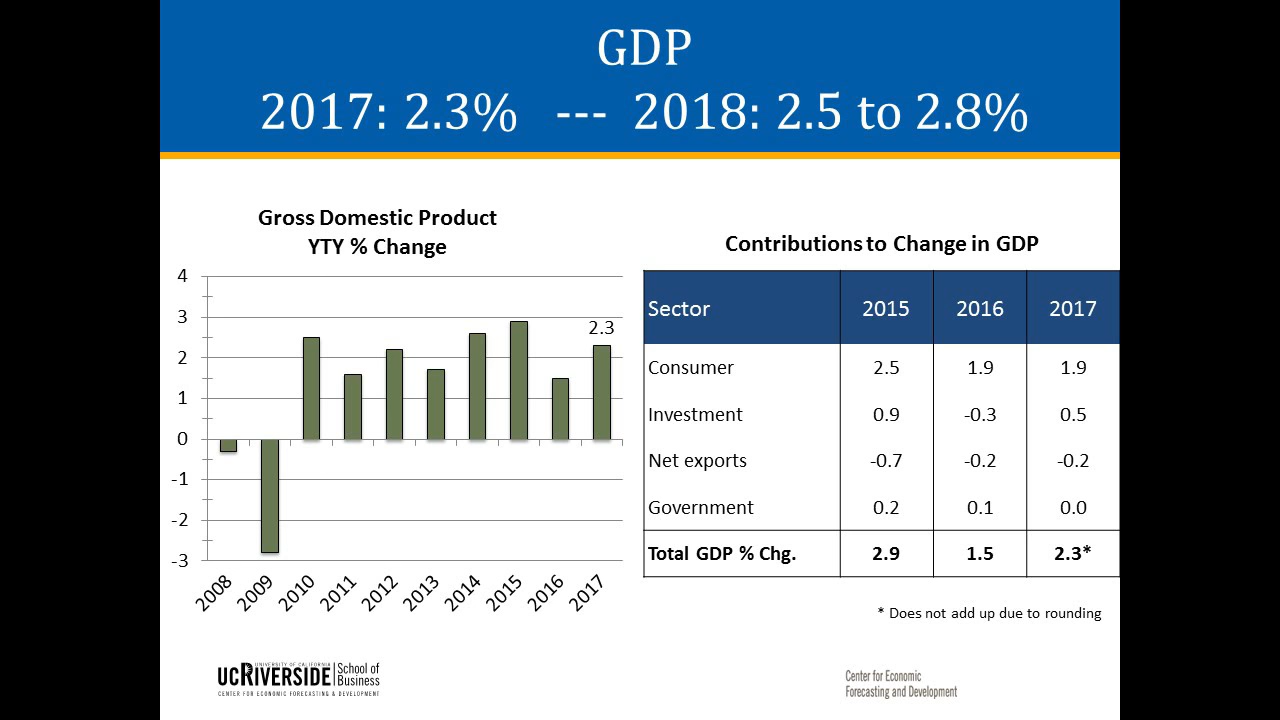 GDP
2017: 2.3% --- 2018: 2.5 to 2.8%
Gross Domestic Product
YTY % Change
4
3
2
1
0
-1
-2
-3
2.3
2008
2009
2010
2011
2012
2013
2014
2015
2016
2017
Contributions to Change in GDP
Sector 2015 2016 2017
Consumer 2.5 1.9 1.9
Investment 0.9 -0.3 0.5
Net exports -0.7 -0.2 -0.2
Government 0.2 0.1 0.0
Total GDP % Chg. 2.9 1.5 2.3*
* Does not add up due to rounding
UNIVERSITY OF CALIFORNIA
UCRIVERSIDE
School of
Business
CENTER FOR ECONOMIC FORECASTING & DEVELOPMENT
Center for Economic
Forecasting and Development